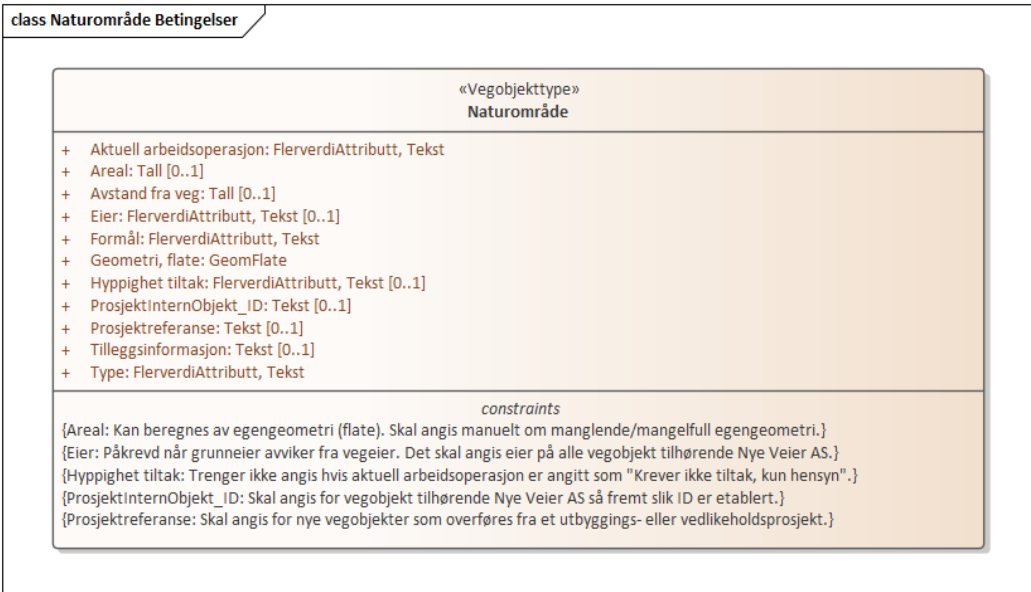 class Naturområde Betingelser
«Vegobjekttype»
Naturområde
+ Aktuell arbeidsoperasjon: FlerverdiAttributt, Tekst
+ Areal: Tall [0..1]
+ Avstand fra veg: Tall [0..1]
+ Eier: FlerverdiAttributt, Tekst [0..1]
+ Formål: FlerverdiAttributt, Tekst
+ Geometri, flate: GeomFlate
+ Hyppighet tiltak: FlerverdiAttributt, Tekst [0..1]
+ ProsjektInternObjekt_ID: Tekst [0..1]
+ Prosjektreferanse: Tekst [0..1]
+ Tilleggsinformasjon: Tekst [0..1]
+ Type: FlerverdiAttributt, Tekst
constraints
{Areal: Kan beregnes av egengeometri (flate). Skal angis manuelt om manglende/mangelfull egengeometri.}
{Eier: Påkrevd når grunneier avviker fra vegeier. Det skal angis eier på alle vegobjekt tilhørende Nye Veier AS.}
{Hyppighet tiltak: Trenger ikke angis hvis aktuell arbeidsoperasjon er angitt som "Krever ikke tiltak, kun hensyn".}
{ProsjektInternObjekt_ID: Skal angis for vegobjekt tilhørende Nye Veier AS så fremt slik ID er etablert.}
{Prosjektreferanse: Skal angis for nye vegobjekter som overføres fra et utbyggings- eller vedlikeholdsprosjekt.}